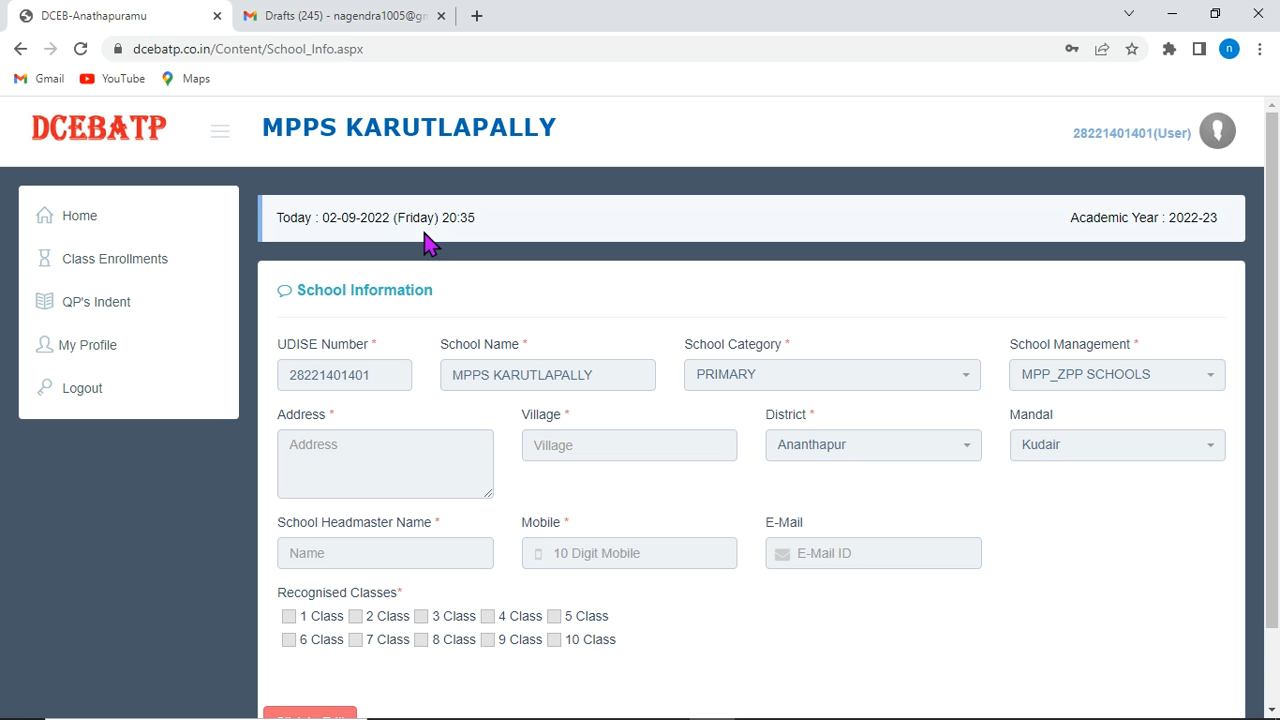 DCEB-Anathapuramu
Drafts (245) - nagendra1005@gn
dcebatp.co.in/Content/School_Info.aspx
n
Gmail YouTube Maps
DCEBATP
MPPS KARUTLAPALLY
28221401401(User)
Home
Class Enrollments
QP's Indent
My Profile
Logout
Today : 02-09-2022 (Friday) 20:35
Academic Year : 2022-23
School Information
UDISE Number * School Name * School Category * School Management *
28221401401 MPPS KARUTLAPALLY PRIMARY MPP_ZPP SCHOOLS
Address * Village * District * Mandal
Address Village Ananthapur Kudair
School Headmaster Name * Mobile * E-Mail
Name 10 Digit Mobile E-Mail ID
Recognised Classes*
1 Class 2 Class 3 Class 4 Class 5 Class
6 Class 7 Class 8 Class 9 Class 10 Class